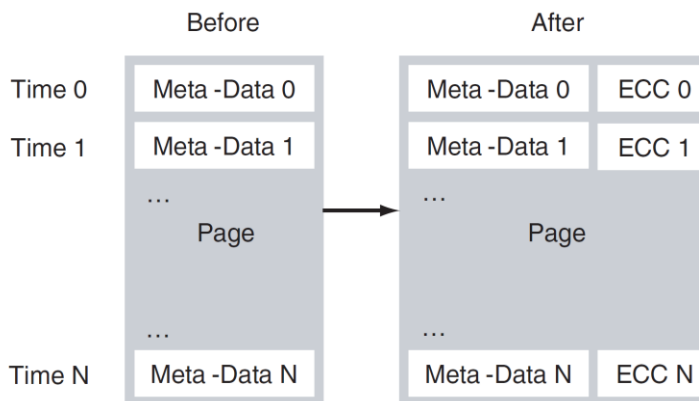 Before After
Time 0 Meta -Data 0 Meta -Data 0 ECC 0
Time 1 Meta -Data 1 Meta -Data 1 ECC 1
... ...
Page Page
... ...
Time N Meta -Data N Meta -Data N ECC N